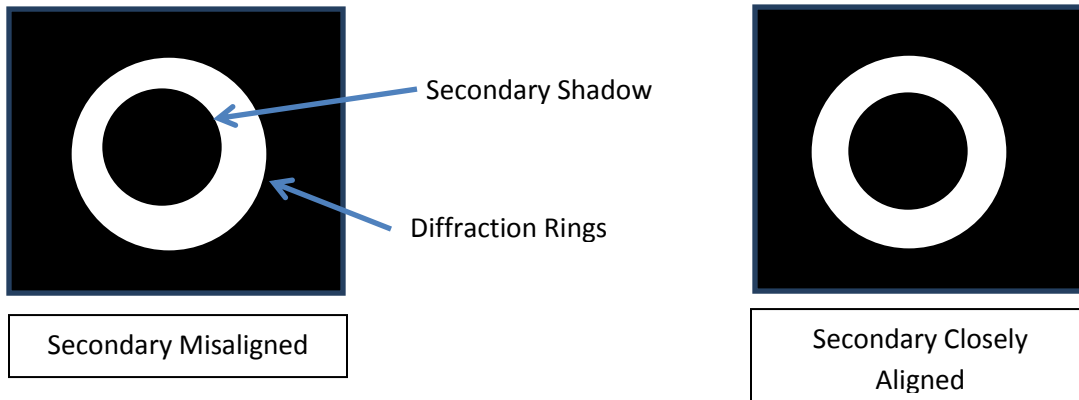 Secondary Shadow
Diffraction Rings
Secondary Misaligned
Secondary Closely
Aligned